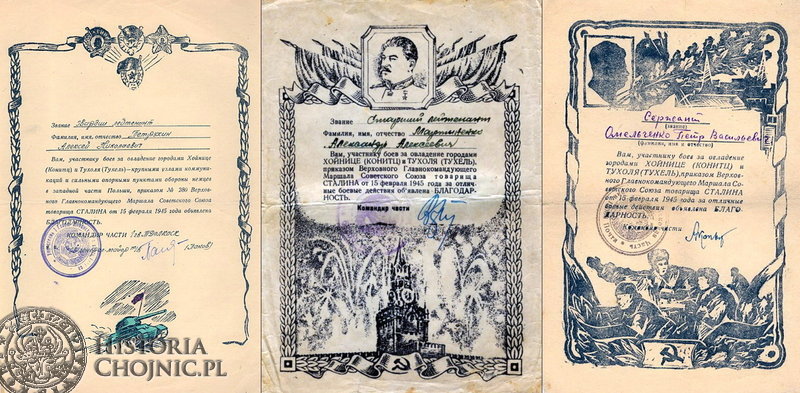 Звание Гвардии лейтенант
Фамилия, имя, отчество Петряхин
Алексей Николаевич
Вам, участнику боев за овладение городами Хойнице
(Конитц) и Тухоля (Тухель)—крупными узлами коммуни-
каций и сильными опорными пунктами обороны немцев
в западной части Польши, приказом № 280 Верховного
Главнокомандующего Маршала Советского Союза
товарища СТАЛИНА от 15 февраля 1945 года объявлена
БЛАГОДАРНОСТЬ.
КОМАНДИР ЧАСТИ
HISTORIA
CHOJNIC.PL
Звание Старший лейтенант
Фамилия, имя, отчество Мартыненко
Александр Алексеевич
Вам, участнику боев за овладение городами
ХОЙНИЦЕ (КОНИТЦ) и ТУХОЛЯ (ТУХЕЛЬ),
приказом Верховного Главнокомандующего
Маршала Советского Союза товарища
СТАЛИНА от 15 февраля 1945 года за отлич-
ные боевые действия объявлена БЛАГОДАР-
НОСТЬ.
Командир части
Сержант
(звание)
Омельченко Петр Васильевич
(фамилия, имя и отчество)
Вам, участнику боев за овладение
городами ХОЙНИЦЕ (КОНИТЦ) и
ТУХОЛЯ (ТУХЕЛЬ), приказом Верхов-
ного Главнокомандующего Маршала Со-
ветского Союза товарища СТАЛИНА
от 15 февраля 1945 года за отличные
боевые действия объявлена БЛАГО-
ДАРНОСТЬ.
Командир части